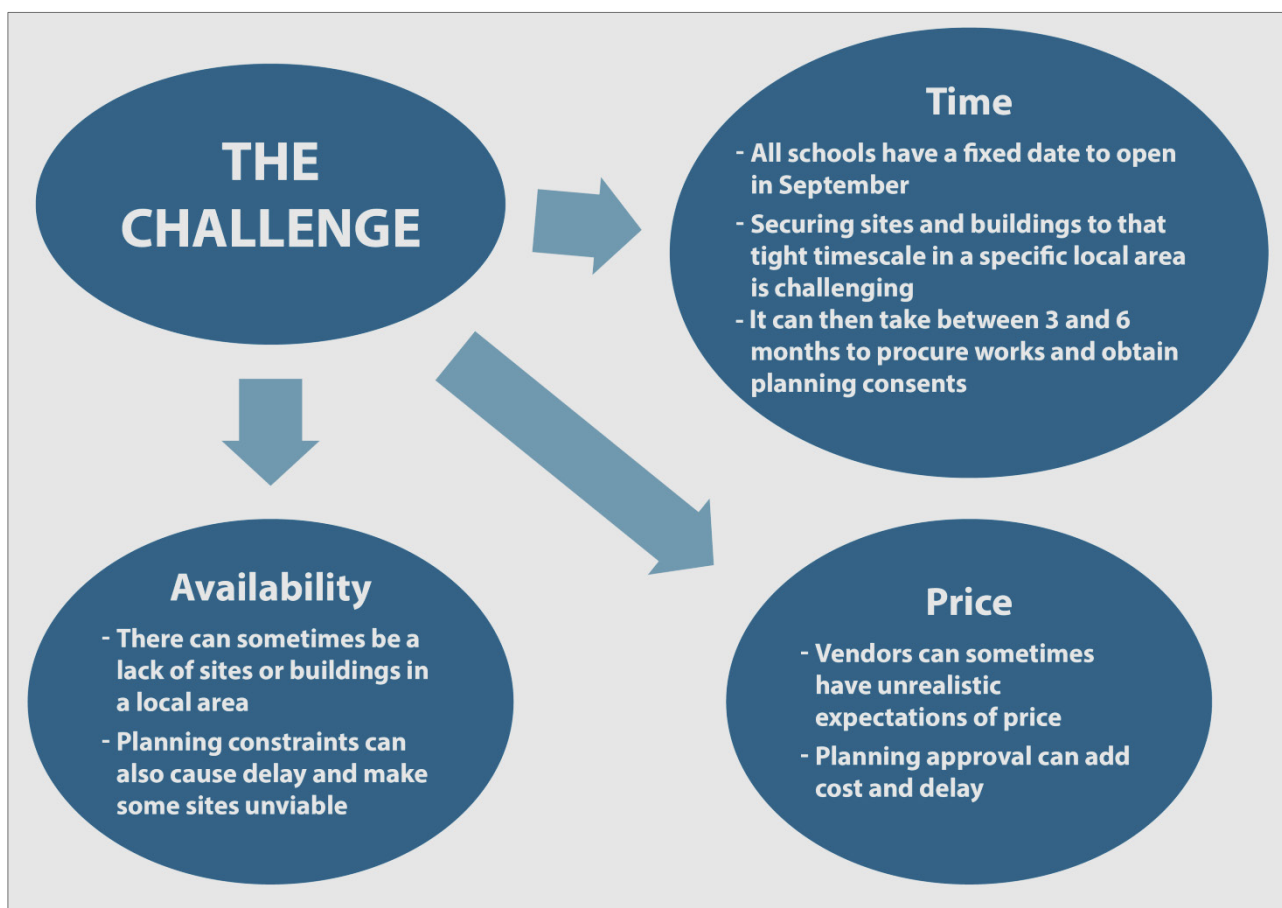 THE
CHALLENGE
Time
- All schools have a fixed date to open
in September
- Securing sites and buildings to that
tight timescale in a specific local area
is challenging
- It can then take between 3 and 6
months to procure works and obtain
planning consents
Availability
- There can sometimes be a
lack of sites or buildings in
a local area
- Planning constraints can
also cause delay and make
some sites unviable
Price
- Vendors can sometimes
have unrealistic
expectations of price
- Planning approval can add
cost and delay